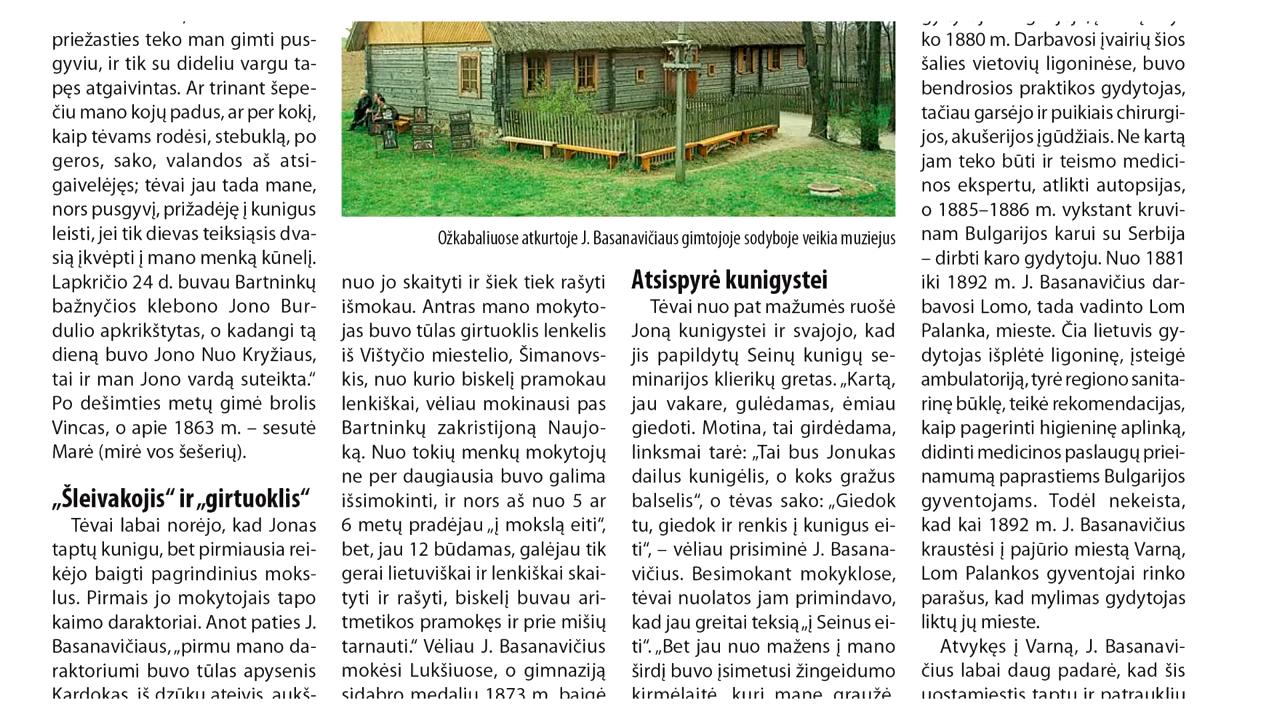 priežasties teko man gimti pus-
gyviu, ir tik su dideliu vargu ta-
pęs atgaivintas. Ar trinant šepe-
čiu mano kojų padus, ar per kokį,
kaip tėvams rodėsi, stebuklą, po
geros, sako, valandos aš atsi-
gaivelėjęs; tėvai jau tada mane,
nors pusgyvį, prižadėję į kunigus
leisti, jei tik dievas teiksiąsis dva-
sią įkvėpti į mano menką kūnelį.
Lapkričio 24 d. buvau Bartninkų
bažnyčios klebono Jono Bur-
dulio apkrikštytas, o kadangi tą
dieną buvo Jono Nuo Kryžiaus,
tai ir man Jono vardą suteikta.“
Po dešimties metų gimė brolis
Vincas, o apie 1863 m. – sesutė
Marė (mirė vos šešerių).
„Šleivakojis“ ir „girtuoklis“
Tėvai labai norėjo, kad Jonas
taptų kunigu, bet pirmiausia rei-
kėjo baigti pagrindinius moks-
lus. Pirmais jo mokytojais tapo
kaimo daraktoriai. Anot paties J.
Basanavičiaus, „pirmu mano da-
raktoriumi buvo tūlas apysenis
Kardokas, iš dzūkų ateivis, aukš-
Ožkabaliuose atkurtoje J. Basanavičiaus gimtojoje sodyboje veikia muziejus
nuo jo skaityti ir šiek tiek rašyti
išmokau. Antras mano mokyto-
jas buvo tūlas girtuoklis lenkelis
iš Vištyčio miestelio, Šimanovs-
kis, nuo kurio biskelį pramokau
lenkiškai, vėliau mokinausi pas
Bartninkų zakristijoną Naujo-
ką. Nuo tokių menkų mokytojų
ne per daugiausia buvo galima
išsimokinti, ir nors aš nuo 5 ar
6 metų pradėjau „į mokslą eiti“,
bet, jau 12 būdamas, galėjau tik
gerai lietuviškai ir lenkiškai skai-
tyti ir rašyti, biskelį buvau ari-
tmetikos pramokęs ir prie mišių
tarnauti.“ Vėliau J. Basanavičius
mokėsi Lukšiuose, o gimnaziją
sidabro medaliu 1873 m. baigė
Atsispyrė kunigystei
Tėvai nuo pat mažumės ruošė
Joną kunigystei ir svajojo, kad
jis papildytų Seinų kunigų se-
minarijos klierikų gretas. „Kartą,
jau vakare, gulėdamas, ėmiau
giedoti. Motina, tai girdėdama,
linksmai tarė: „Tai bus Jonukas
dailus kunigėlis, o koks gražus
balselis“, o tėvas sako: „Giedok
tu, giedok ir renkis į kunigus ei-
ti“, – vėliau prisiminė J. Basana-
vičius. Besimokant mokyklose,
tėvai nuolatos jam primindavo,
kad jau greitai teksią „į Seinus ei-
ti“. „Bet jau nuo mažens į mano
širdį buvo įsimetusi žingeidumo
kirmėlaitė, kuri mane graužė,
ko 1880 m. Darbavosi įvairių šios
šalies vietovių ligoninėse, buvo
bendrosios praktikos gydytojas,
tačiau garsėjo ir puikiais chirurgi-
jos, akušerijos įgūdžiais. Ne kartą
jam teko būti ir teismo medici-
nos ekspertu, atlikti autopsijas,
o 1885–1886 m. vykstant kruvi-
nam Bulgarijos karui su Serbija
– dirbti karo gydytoju. Nuo 1881
iki 1892 m. J. Basanavičius dar-
bavosi Lomo, tada vadinto Lom
Palanka, mieste. Čia lietuvis gy-
dytojas išplėtė ligoninę, įsteigė
ambulatoriją, tyrė regiono sanita-
rinę būklę, teikė rekomendacijas,
kaip pagerinti higieninę aplinką,
didinti medicinos paslaugų priei-
namumą paprastiems Bulgarijos
gyventojams. Todėl nekeista,
kad kai 1892 m. J. Basanavičius
kraustėsi į pajūrio miestą Varną,
Lom Palankos gyventojai rinko
parašus, kad mylimas gydytojas
liktų jų mieste.
Atvykęs į Varną, J. Basanavi-
čius labai daug padarė, kad šis
uostamiestis taptų ir patraukliu